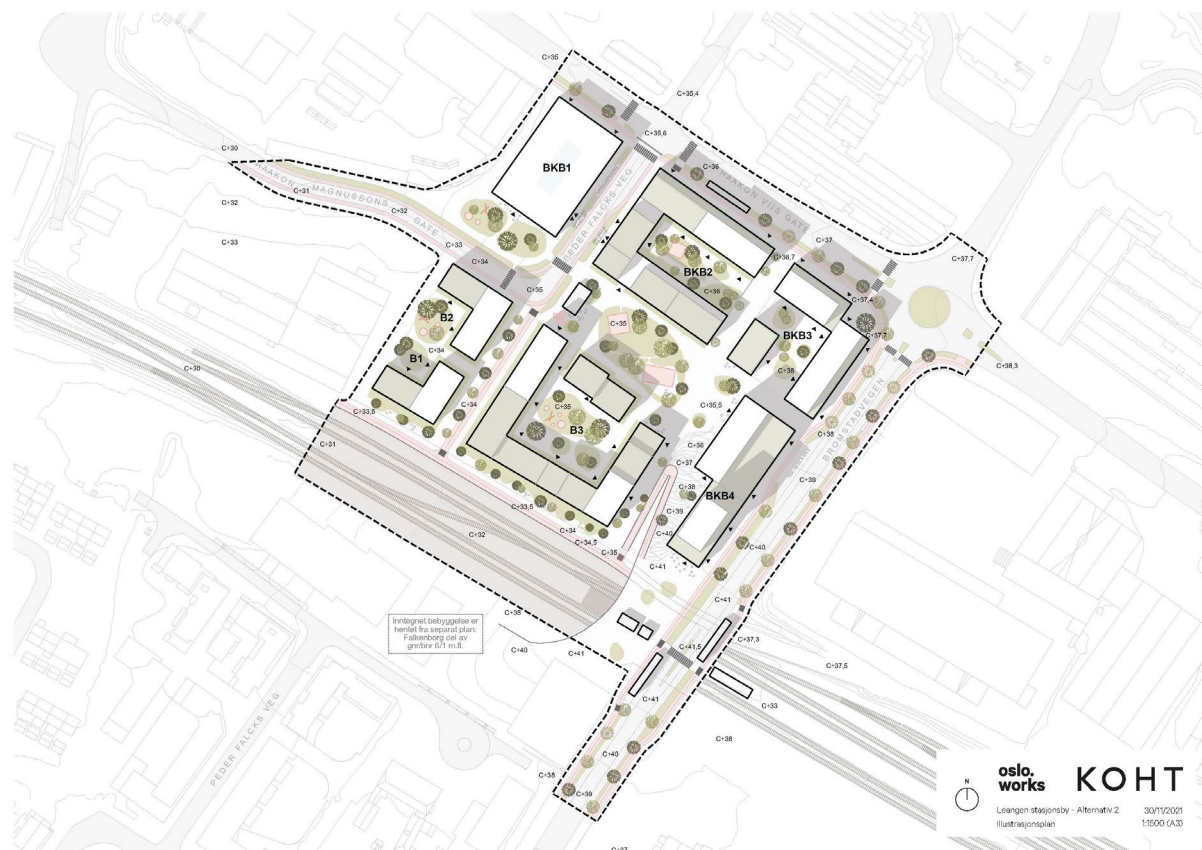 C+35
C+35,4
C+35,6
C+30
BKB1
C+36
HAAKON VIIS GATE
HAAKON MAGNUSSONS GATE
C+31
C+32
C+32
PEDER FALCKS VEG
C+33
C+33
C+34
C+37
C+36,7
C+37,7
BKB2
C+35
C+36
C+37,4
B2
C+35
BKB3
C+37,7
C+34
B1
C+38
C+38,3
C+30
C+34
C+33,5
C+35
C+35,5
B3
C+31
C+36
C+38
BROMSTADVEGEN
C+37
C+38
BKB4
C+39
C+33,5
C+39
C+32
C+34
C+40
C+34,5
C+35
C+40
C+41
C+38
C+41
Inntegnet bebyggelse er
hentet fra separat plan:
Falkenborg del av
gnr/bnr 6/1 m.fl.
C+40
C+41
C+41,5
C+37,3
C+37,5
C+41
C+33
PEDER FALCKS VEG
C+38
C+40
C+38
C+39
C+37
N
oslo.
works
KOHT
Leangen stasjonsby - Alternativ 2
30/11/2021
Illustrasjonsplan
1:1500 (A3)